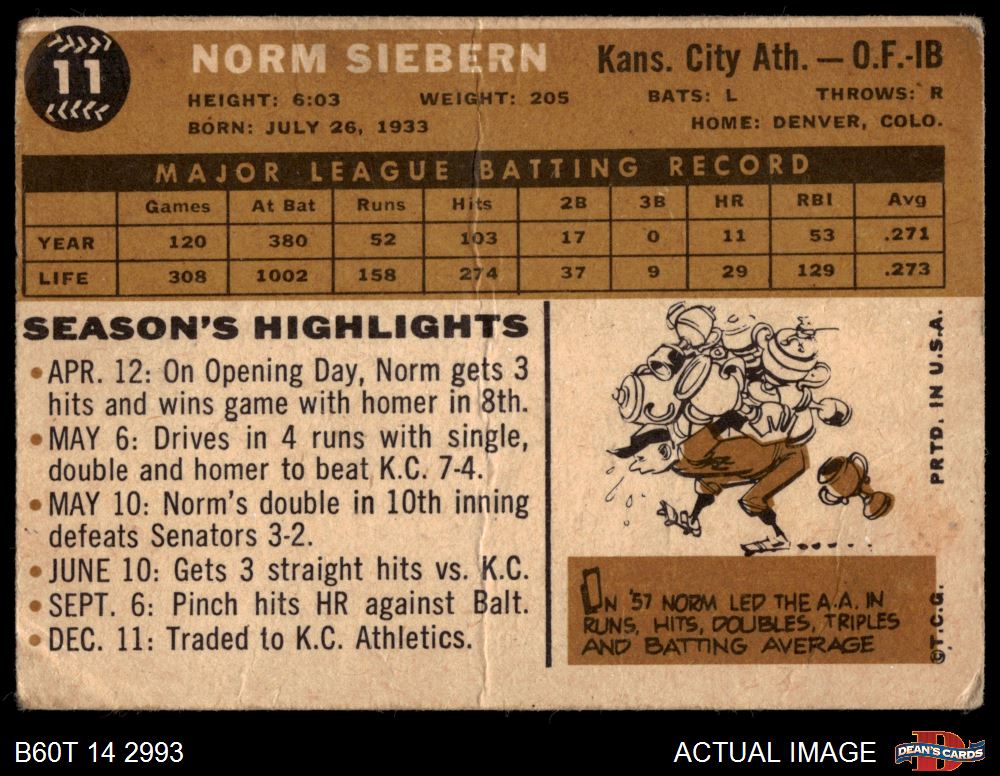 11
NORM SIEBERN
Kans. City Ath. — O.F.-1B
HEIGHT: 6:03 WEIGHT: 205 BATS: L THROWS: R
BORN: JULY 26, 1933 HOME: DENVER, COLO.
MAJOR LEAGUE BATTING RECORD
Games At Bat Runs Hits 2B 3B HR RBI Avg
YEAR 120 380 52 103 17 0 11 53 .271
LIFE 308 1002 158 274 37 9 29 129 .273
SEASON'S HIGHLIGHTS
• APR. 12: On Opening Day, Norm gets 3
hits and wins game with homer in 8th.
• MAY 6: Drives in 4 runs with single,
double and homer to beat K.C. 7-4.
• MAY 10: Norm's double in 10th inning
defeats Senators 3-2.
• JUNE 10: Gets 3 straight hits vs. K.C.
• SEPT. 6: Pinch hits HR against Balt.
• DEC. 11: Traded to K.C. Athletics.
IN '57 NORM LED THE A.A. IN
RUNS, HITS, DOUBLES, TRIPLES
AND BATTING AVERAGE
©T.C.G. PRTD. IN U.S.A.
B60T 14 2993
ACTUAL IMAGE
DEAN'S CARDS